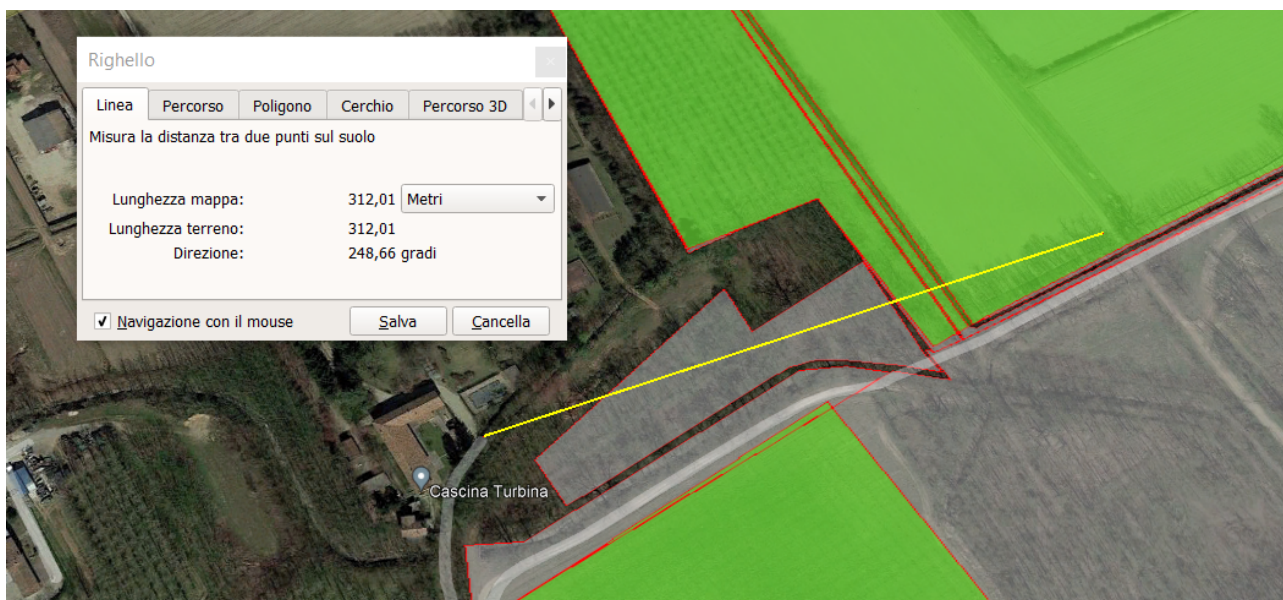 Righello
Linea Percorso Poligono Cerchio Percorso 3D
Misura la distanza tra due punti sul suolo
Lunghezza mappa: 312,01 Metri
Lunghezza terreno: 312,01
Direzione: 248,66 gradi
Navigazione con il mouse Salva Cancella
Cascina Turbina